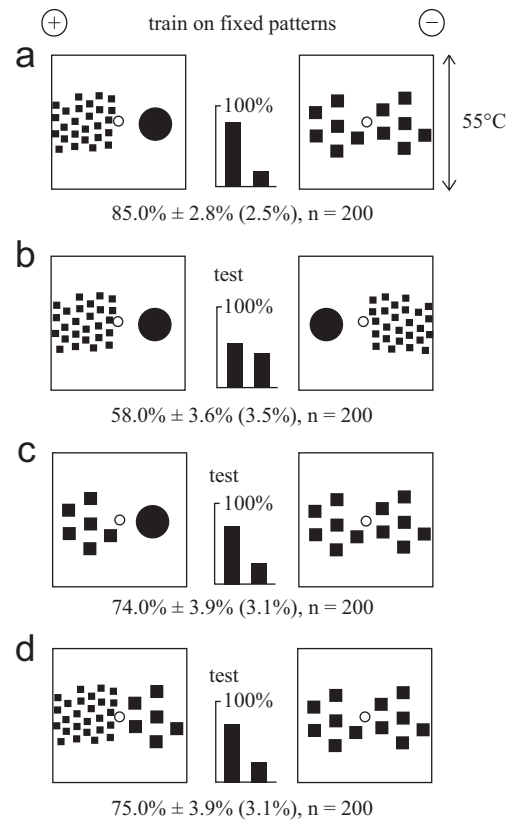 + train on fixed patterns −
a
100%
55°C
85.0% ± 2.8% (2.5%), n = 200
b
test
100%
58.0% ± 3.6% (3.5%), n = 200
c
test
100%
74.0% ± 3.9% (3.1%), n = 200
d
test
100%
75.0% ± 3.9% (3.1%), n = 200